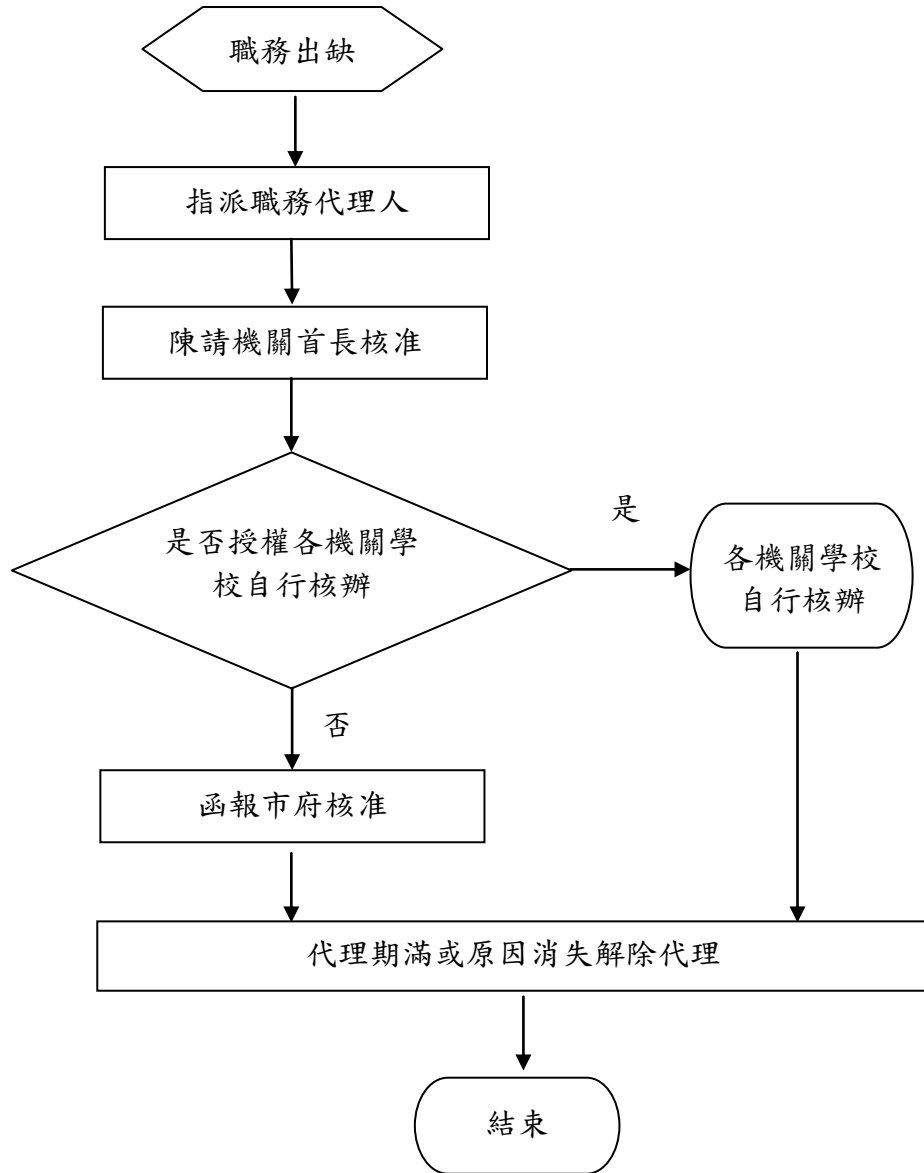 職務出缺
指派職務代理人
陳請機關首長核准
是否授權各機關學
校自行核辦
是
各機關學校
自行核辦
否
函報市府核准
代理期滿或原因消失解除代理
結束